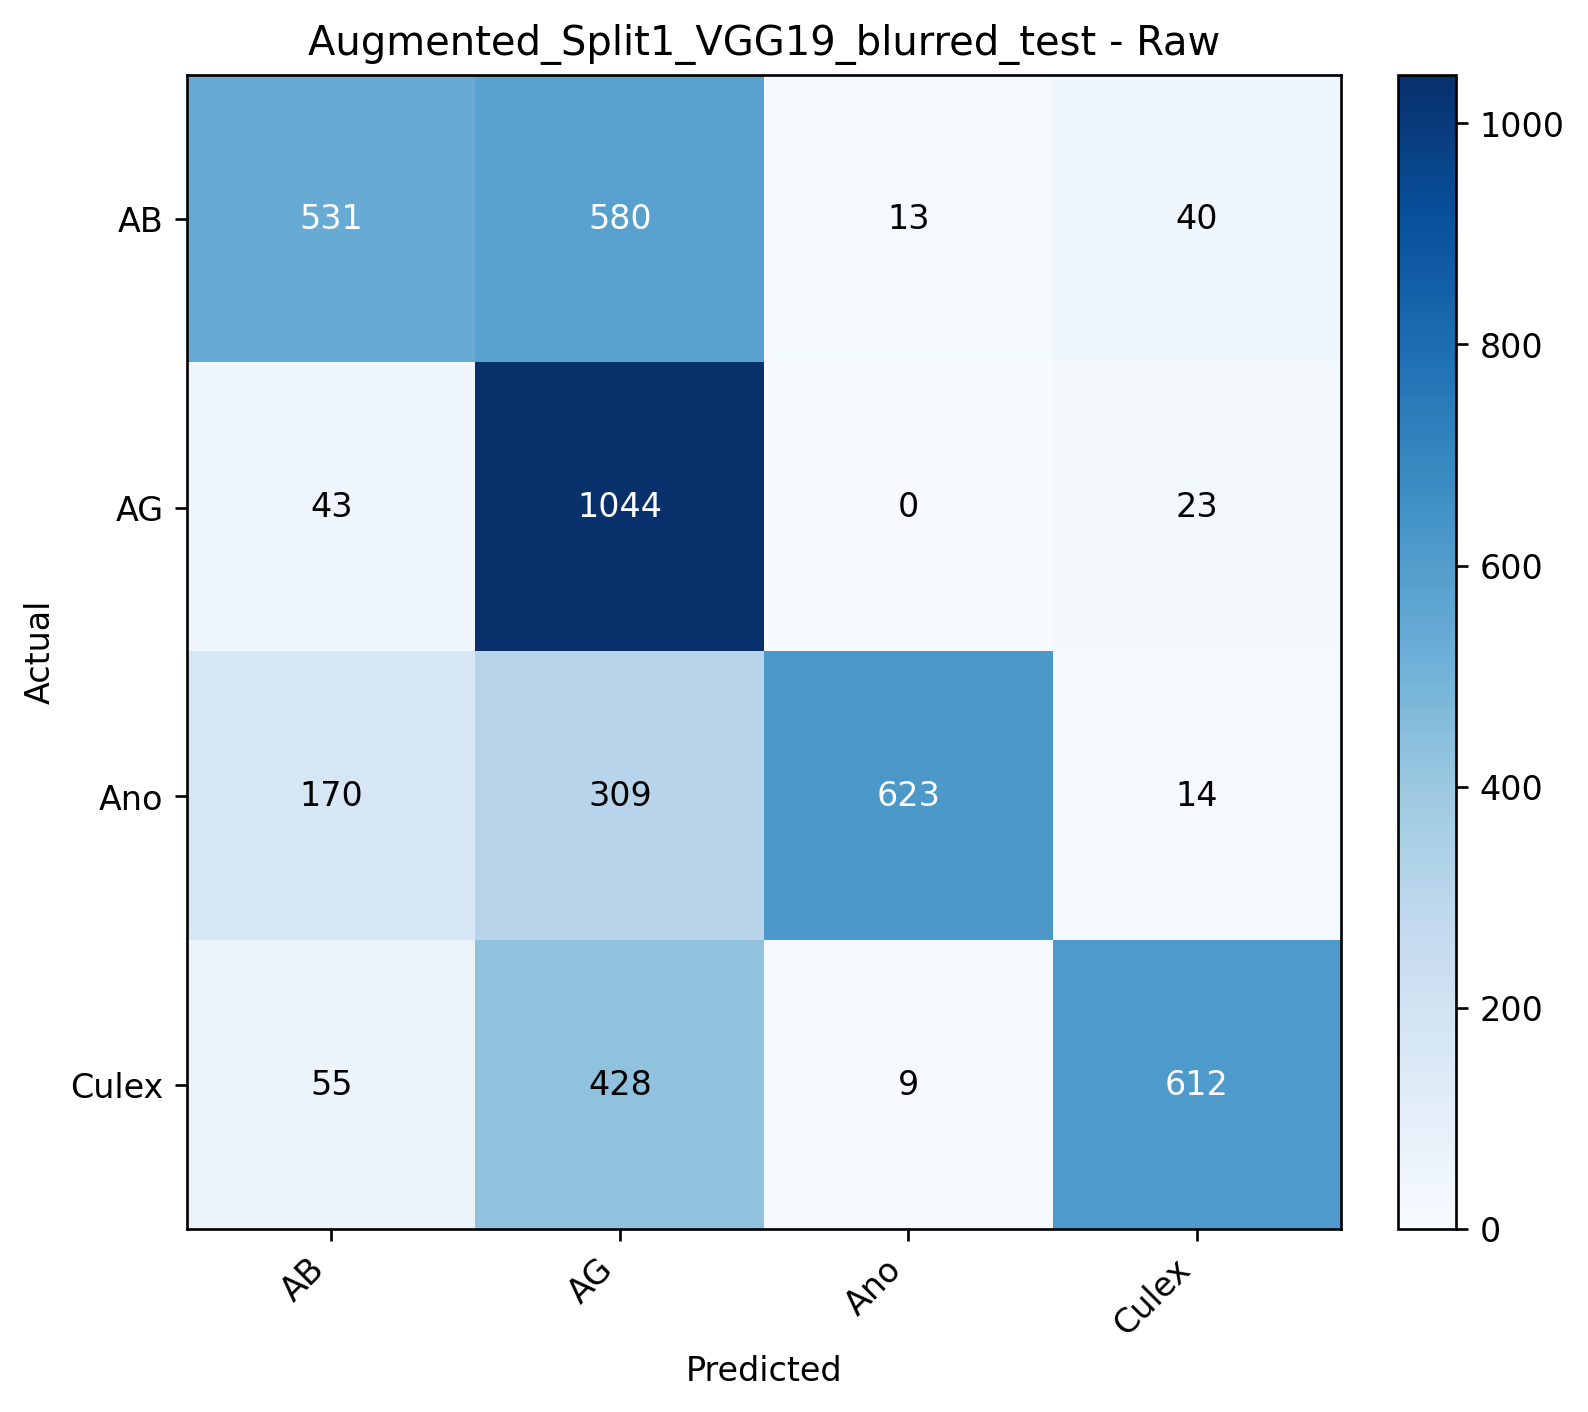 Augmented_Split1_VGG19_blurred_test - Raw
AB 531 580 13 40
AG 43 1044 0 23
Ano 170 309 623 14
Culex 55 428 9 612
AB AG Ano Culex
Predicted
Actual
1000
800
600
400
200
0